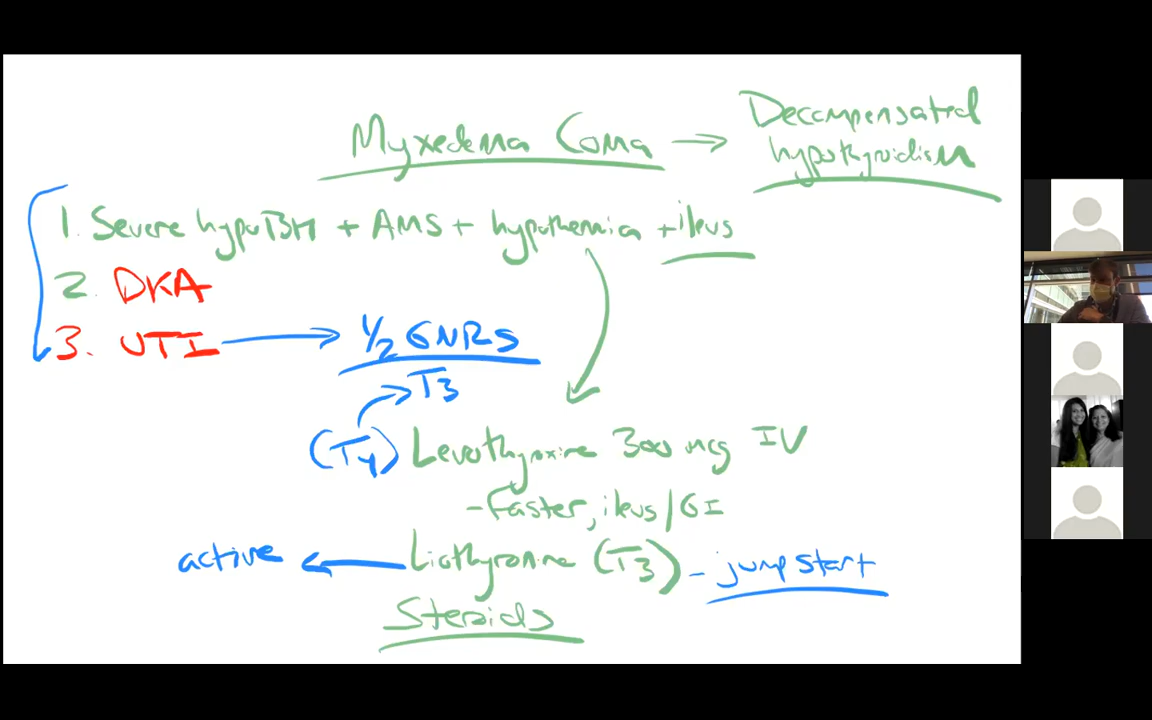 Myxedema Coma → Decompensated hypothyroidism
1. Severe hypoTSH + AMS + hypothemia + ileus
2. DKA
3. UTI → 1/2 GNRS
T3
(T4) Levothyroxine 300 mcg IV
- faster, ileus/GI
active ← Liothyronine (T3) - jump start
Steroids